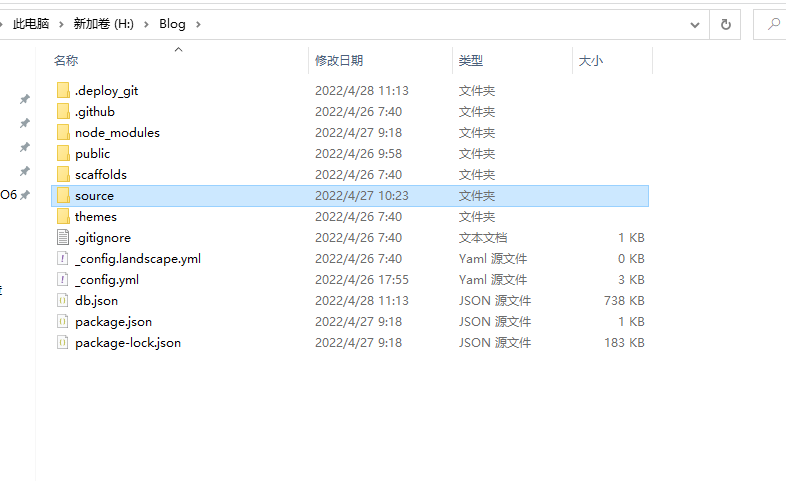 此电脑 新加卷 (H:) Blog
名称 修改日期 类型 大小
.deploy_git 2022/4/28 11:13 文件夹
.github 2022/4/26 7:40 文件夹
node_modules 2022/4/27 9:18 文件夹
public 2022/4/26 9:58 文件夹
scaffolds 2022/4/26 7:40 文件夹
O6 source 2022/4/27 10:23 文件夹
themes 2022/4/26 7:40 文件夹
.gitignore 2022/4/26 7:40 文本文档 1 KB
_config.landscape.yml 2022/4/26 7:40 Yaml 源文件 0 KB
_config.yml 2022/4/26 17:55 Yaml 源文件 3 KB
db.json 2022/4/28 11:13 JSON 源文件 738 KB
package.json 2022/4/27 9:18 JSON 源文件 1 KB
package-lock.json 2022/4/27 9:18 JSON 源文件 183 KB